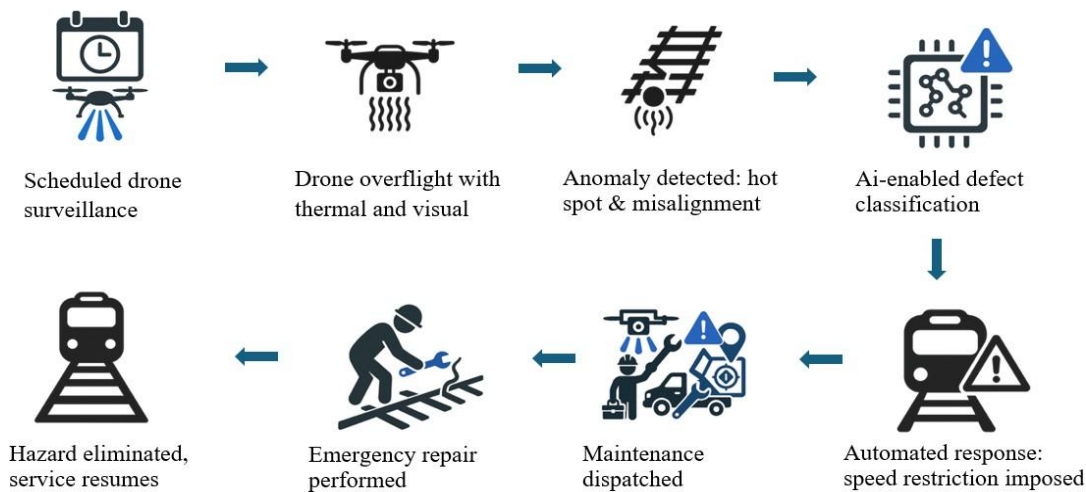 Scheduled drone
surveillance
Drone overflight with
thermal and visual
Anomaly detected: hot
spot & misalignment
Ai-enabled defect
classification
Hazard eliminated,
service resumes
Emergency repair
performed
Maintenance
dispatched
Automated response:
speed restriction imposed